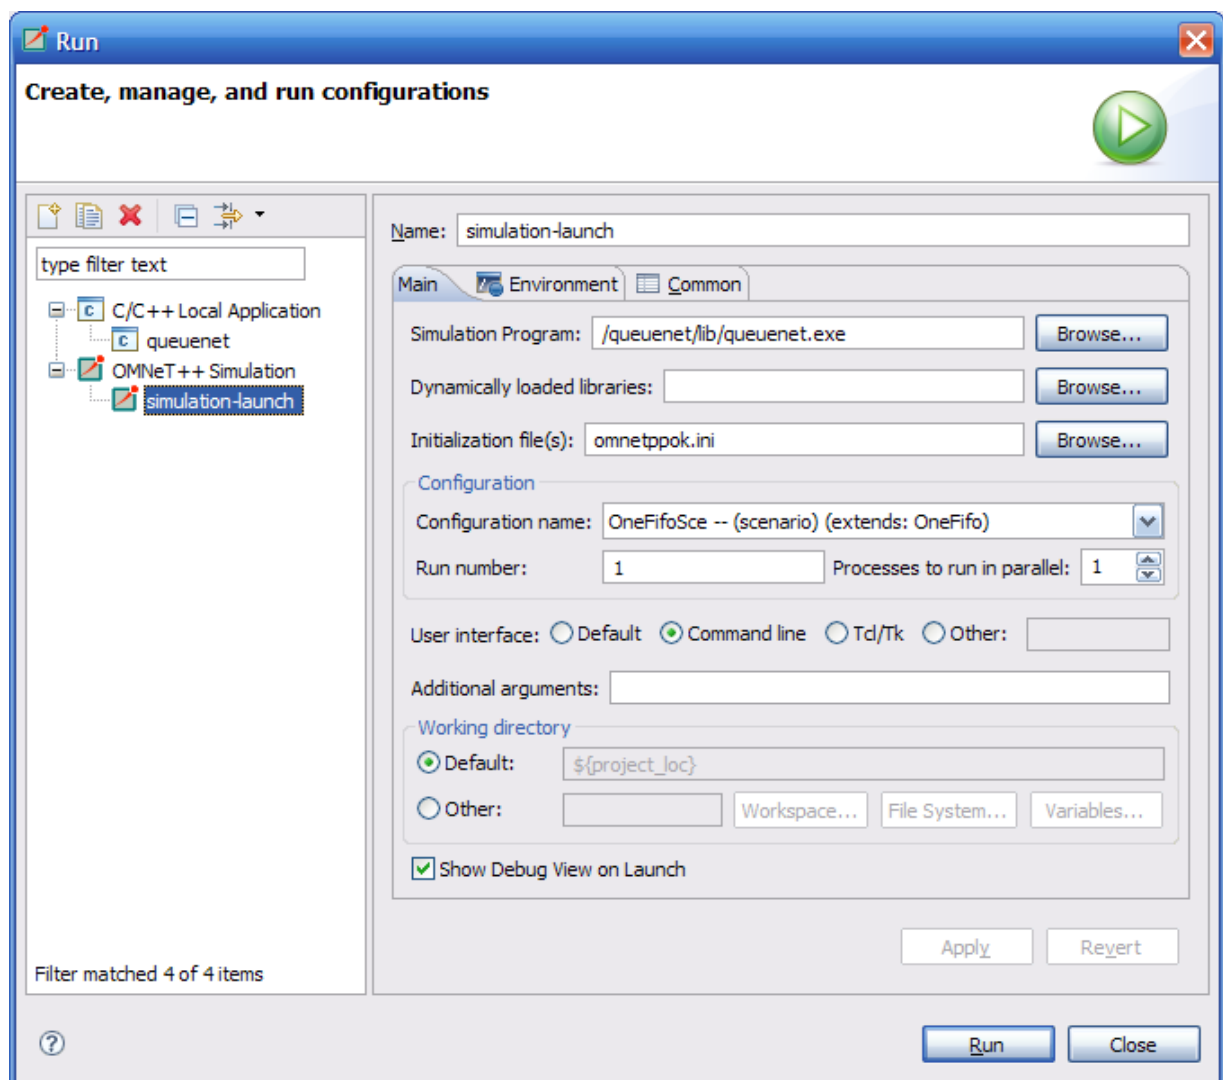 Run
Create, manage, and run configurations
type filter text
C/C++ Local Application
queuenet
OMNeT++ Simulation
simulation-launch
Filter matched 4 of 4 items
Name: simulation-launch
Main Environment Common
Simulation Program: /queuenet/lib/queuenet.exe Browse...
Dynamically loaded libraries: Browse...
Initialization file(s): omnetppok.ini Browse...
Configuration
Configuration name: OneFifoSce -- (scenario) (extends: OneFifo)
Run number: 1 Processes to run in parallel: 1
User interface: Default Command line Tcl/Tk Other:
Additional arguments:
Working directory
Default: ${project_loc}
Other: Workspace... File System... Variables...
Show Debug View on Launch
Apply Revert
Run Close